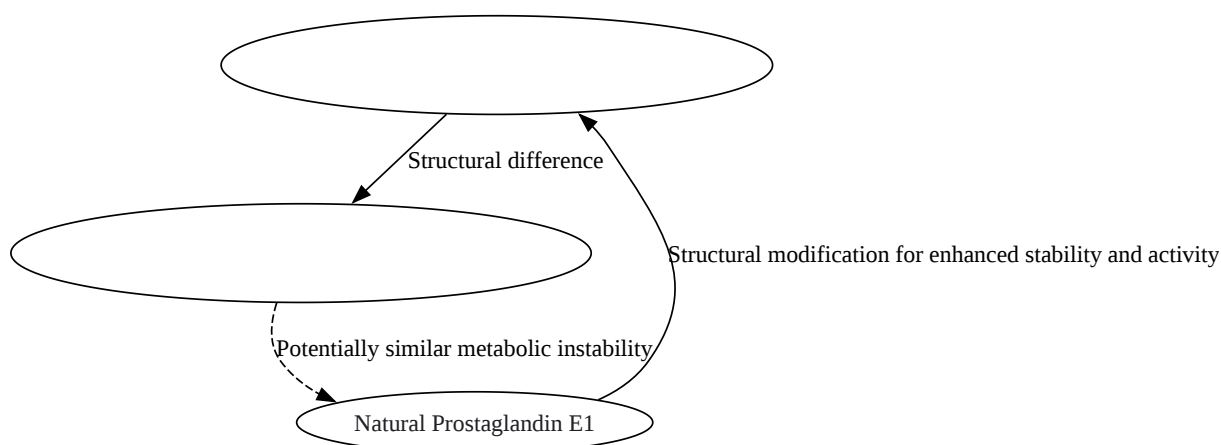 Structural difference
Structural modification for enhanced stability and activity
Potentially similar metabolic instability
Natural Prostaglandin E1